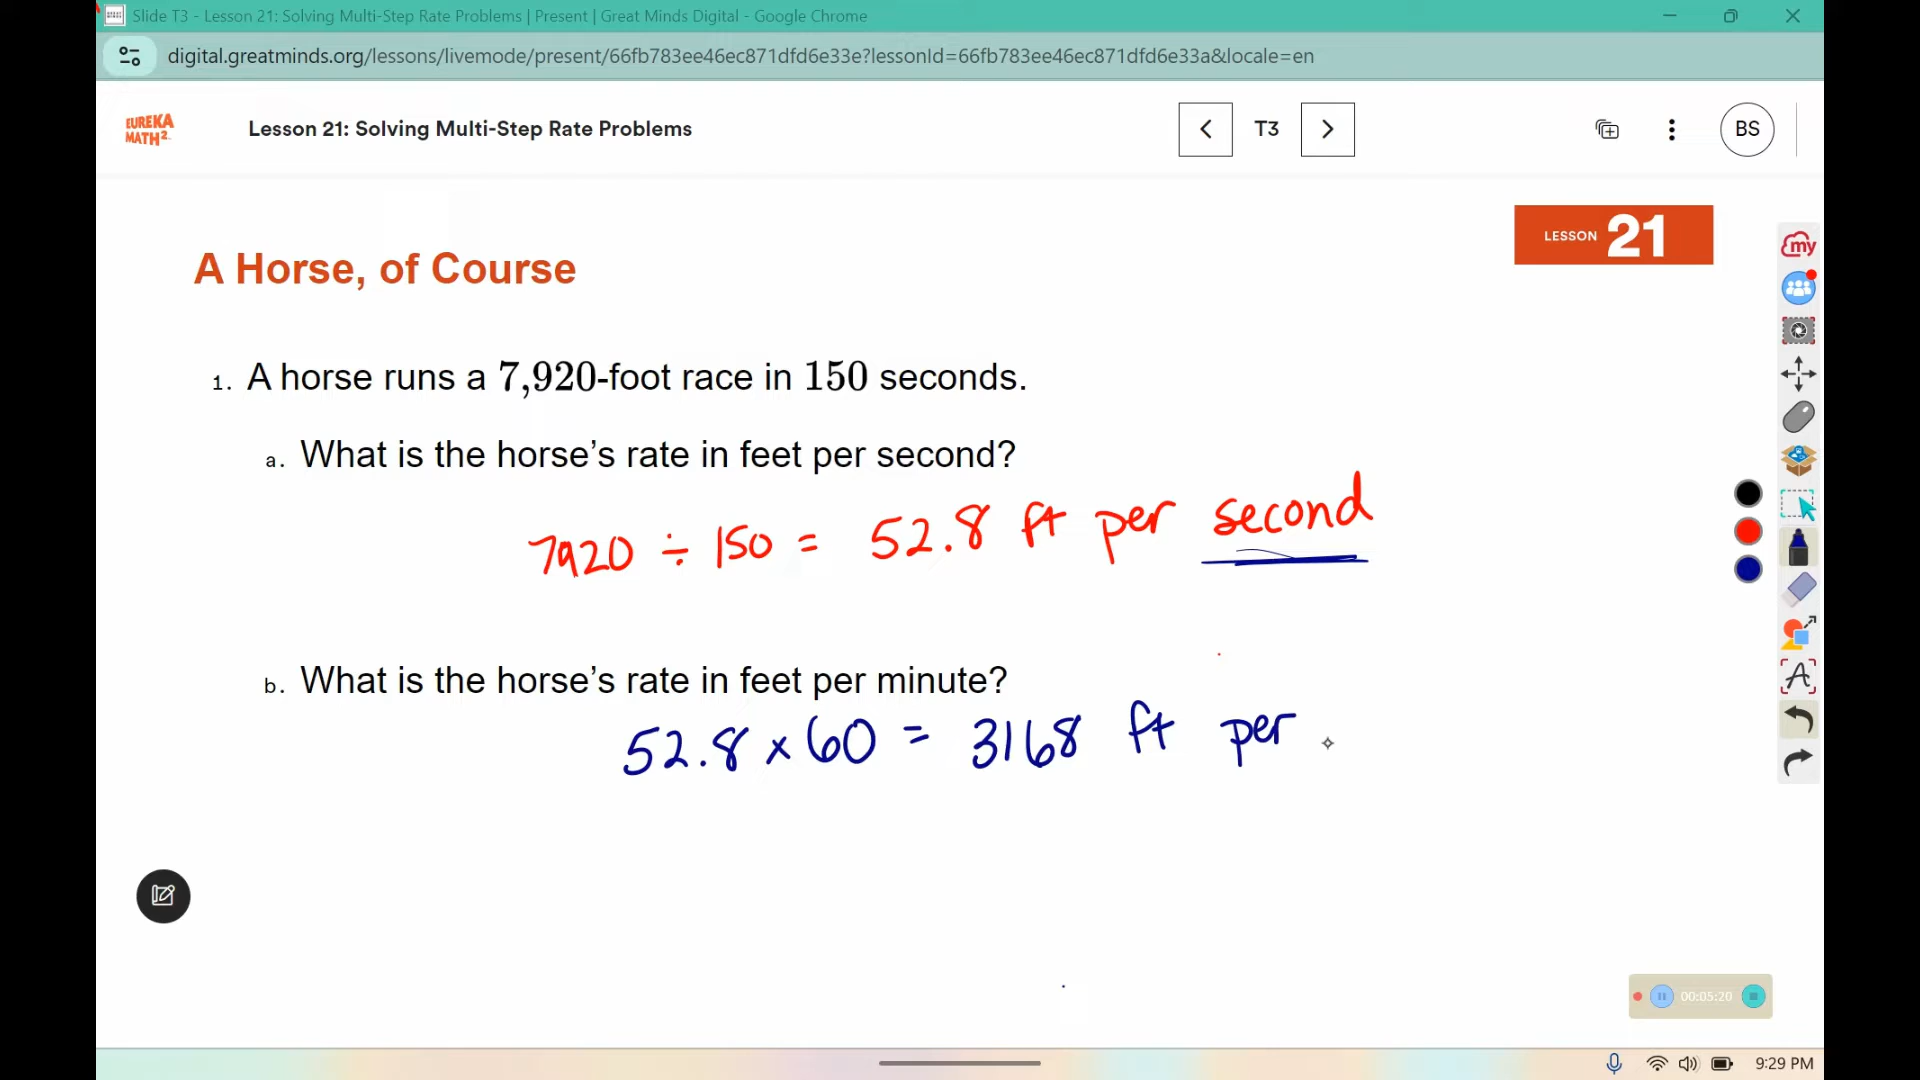 Slide T3 - Lesson 21: Solving Multi-Step Rate Problems | Present | Great Minds Digital - Google Chrome
digital.greatminds.org/lessons/livemode/present/66fb783ee46ec871dfd6e33e?lessonId=66fb783ee46ec871dfd6e33a&locale=en
EUREKA MATH²
Lesson 21: Solving Multi-Step Rate Problems
T3
BS
LESSON 21
my
A Horse, of Course
1. A horse runs a 7,920-foot race in 150 seconds.
a. What is the horse's rate in feet per second?
7920 ÷ 150 = 52.8 ft per second
b. What is the horse's rate in feet per minute?
52.8 × 60 = 3168 ft per
A
00:05:20
9:29 PM